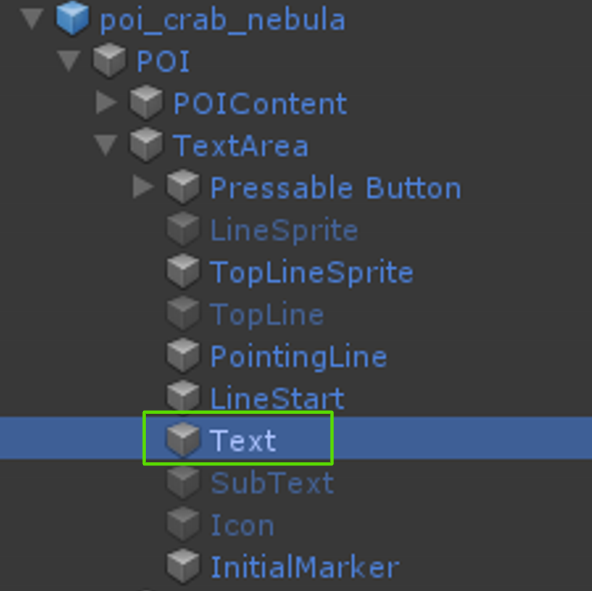 poi_crab_nebula
POI
POIContent
TextArea
Pressable Button
LineSprite
TopLineSprite
TopLine
PointingLine
LineStart
Text
SubText
Icon
InitialMarker